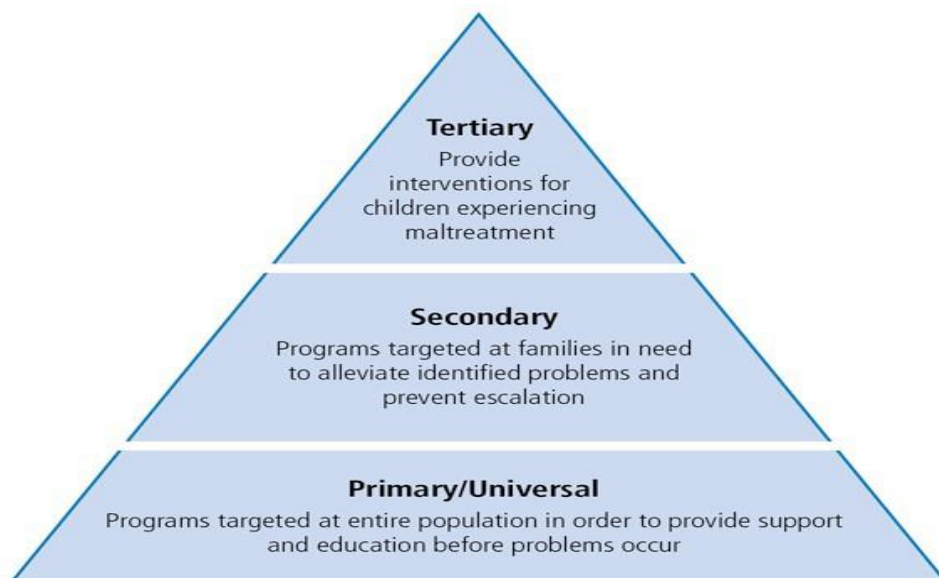 Tertiary
Provide
interventions for
children experiencing
maltreatment
Secondary
Programs targeted at families in need
to alleviate identified problems and
prevent escalation
Primary/Universal
Programs targeted at entire population in order to provide support
and education before problems occur